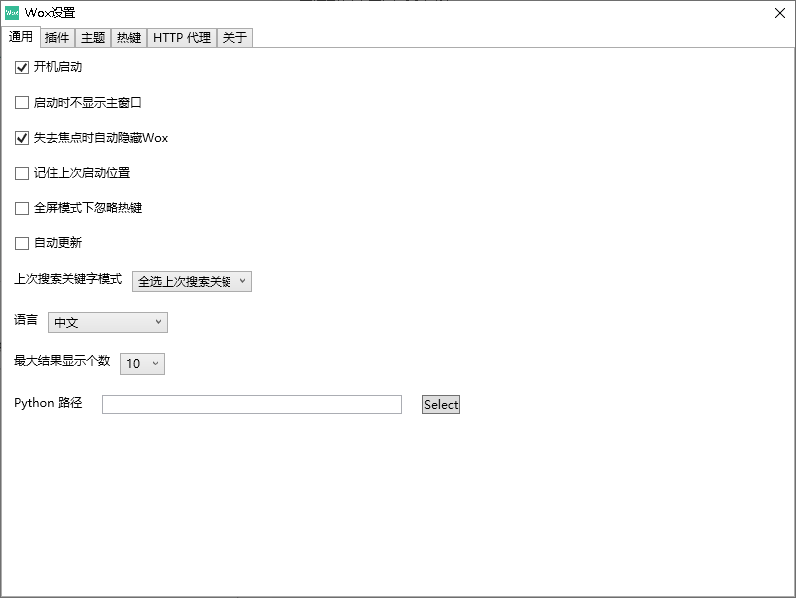 Wox Wox设置
通用 插件 主题 热键 HTTP 代理 关于
开机启动
启动时不显示主窗口
失去焦点时自动隐藏Wox
记住上次启动位置
全屏模式下忽略热键
自动更新
上次搜索关键字模式 全选上次搜索关键
语言 中文
最大结果显示个数 10
Python 路径 Select